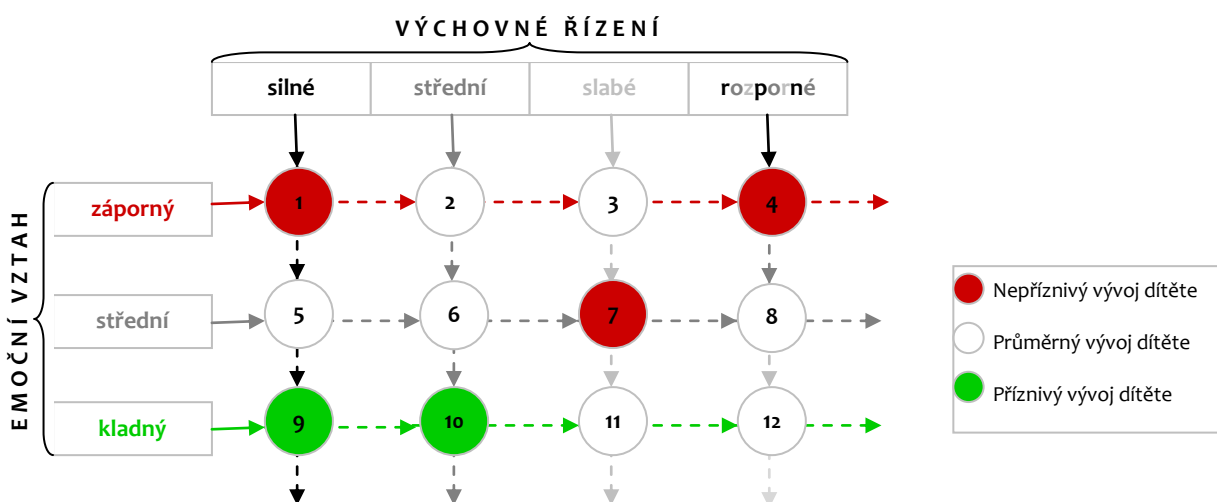 VÝCHOVNÉ ŘÍZENÍ
silné střední slabé rozporné
EMOČNÍ VZTAH
záporný 1 2 3 4
střední 5 6 7 8
kladný 9 10 11 12
Nepříznivý vývoj dítěte
Průměrný vývoj dítěte
Příznivý vývoj dítěte